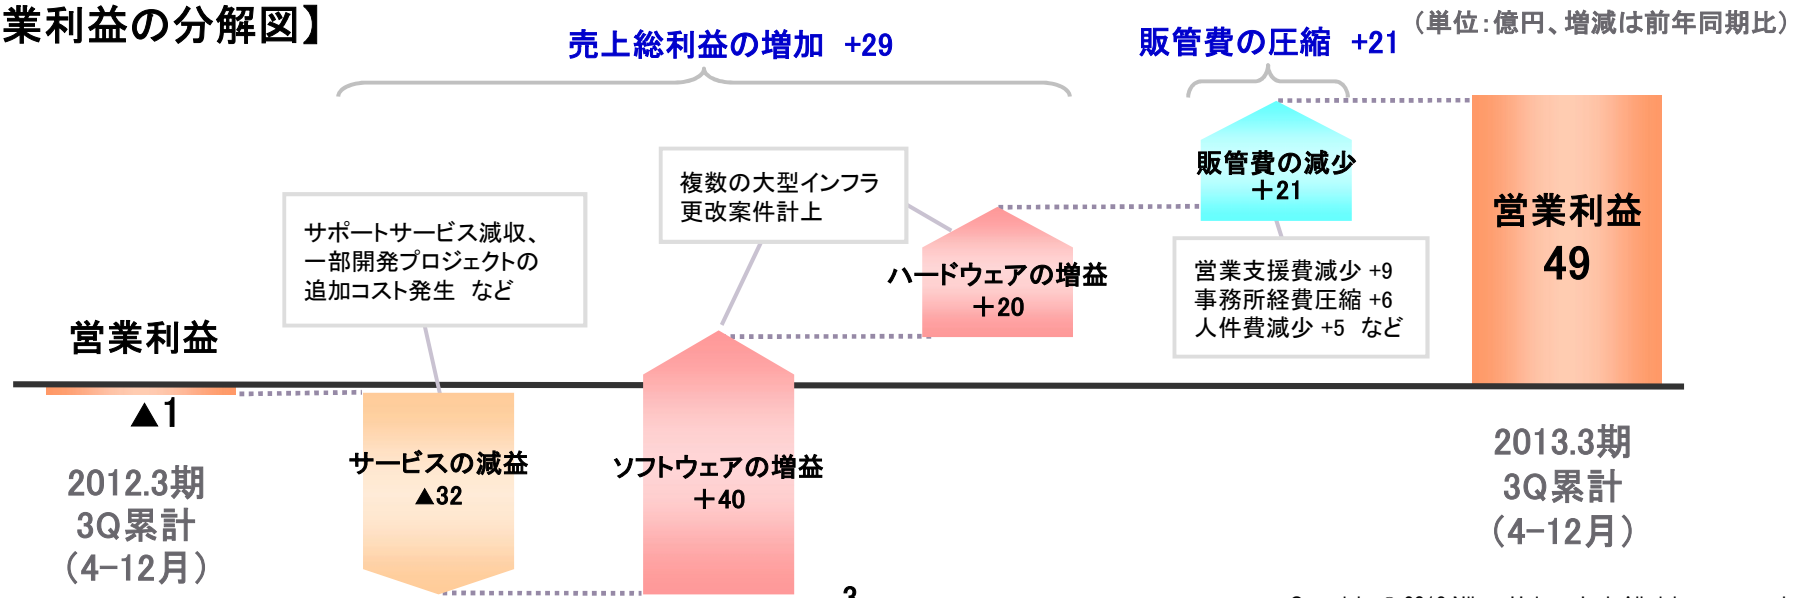 業利益の分解図】
（単位：億円、増減は前年同期比）
売上総利益の増加 +29
販管費の圧縮 +21
複数の大型インフラ
更改案件計上
販管費の減少
＋21
サポートサービス減収、
一部開発プロジェクトの
追加コスト発生 など
ハードウェアの増益
＋20
営業支援費減少 +9
事務所経費圧縮 +6
人件費減少 +5 など
営業利益
49
営業利益
▲1
2012.3期
3Q累計
（4−12月）
サービスの減益
▲32
ソフトウェアの増益
＋40
2013.3期
3Q累計
（4−12月）
3